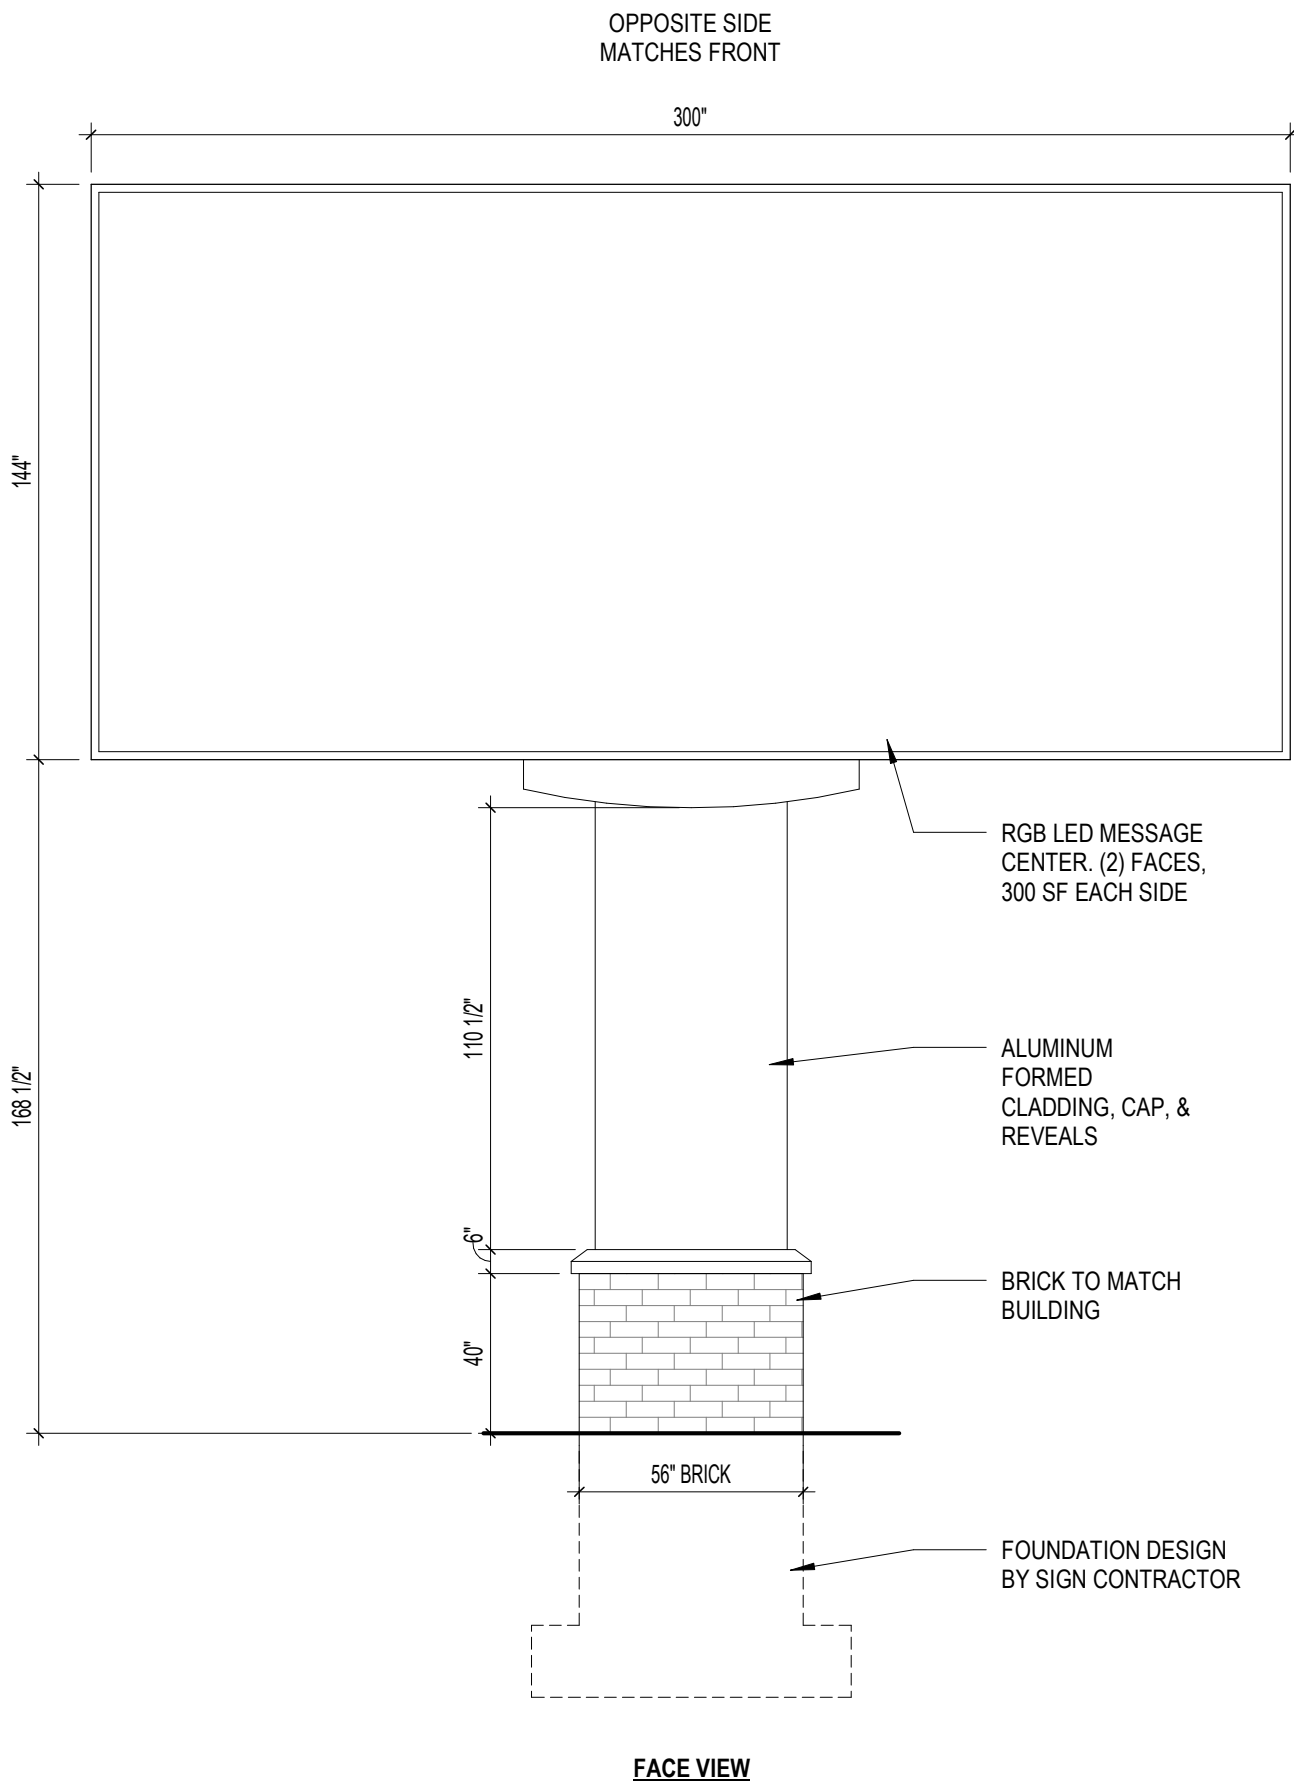 OPPOSITE SIDE
MATCHES FRONT
300"
144"
RGB LED MESSAGE
CENTER. (2) FACES,
300 SF EACH SIDE
110 1/2"
168 1/2"
ALUMINUM
FORMED
CLADDING, CAP, &
REVEALS
6"
BRICK TO MATCH
BUILDING
40"
56" BRICK
FOUNDATION DESIGN
BY SIGN CONTRACTOR
FACE VIEW